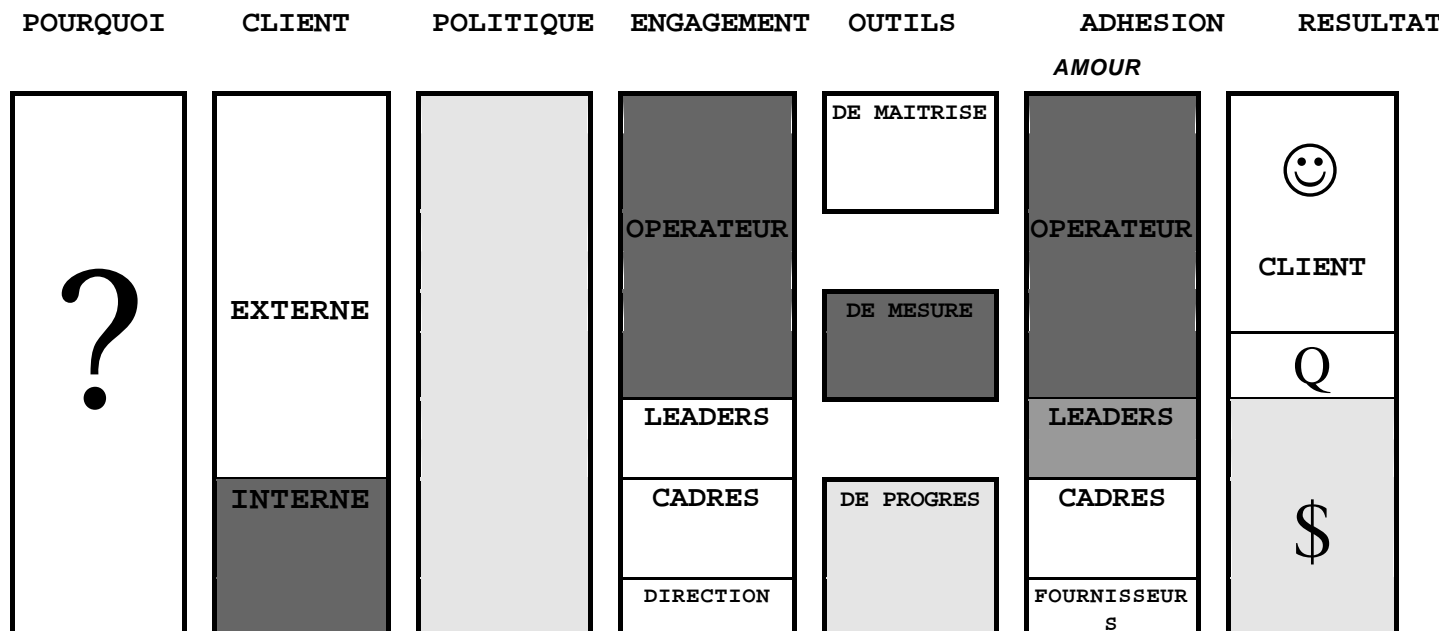 POURQUOI CLIENT POLITIQUE ENGAGEMENT OUTILS ADHESION RESULTAT
AMOUR
?
EXTERNE
INTERNE
OPERATEUR
LEADERS
CADRES
DIRECTION
DE MAITRISE
DE MESURE
DE PROGRES
OPERATEUR
LEADERS
CADRES
FOURNISSEUR
S
☺
CLIENT
Q
$